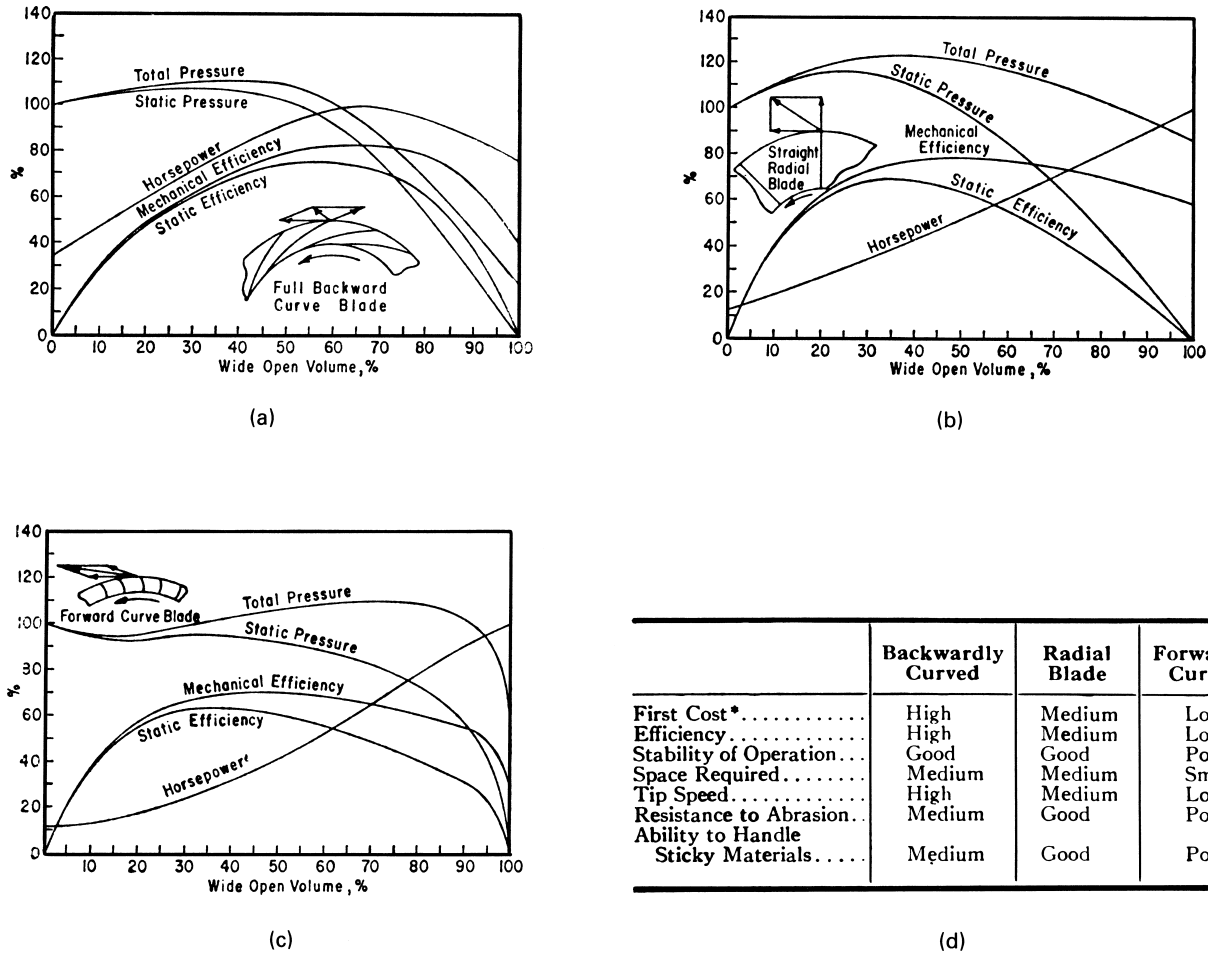 140
120
100
80
60
40
20
0
%
Total Pressure
Static Pressure
Horsepower
Mechanical Efficiency
Static Efficiency
Full Backward
Curve Blade
0 10 20 30 40 50 60 70 80 90 100
Wide Open Volume, %
(a)
140
120
100
80
60
40
20
0
%
Total Pressure
Static Pressure
Mechanical
Efficiency
Straight
Radial
Blade
Static Efficiency
Horsepower
0 10 20 30 40 50 60 70 80 90 100
Wide Open Volume, %
(b)
140
120
100
80
60
40
20
0
%
Forward Curve Blade
Total Pressure
Static Pressure
Mechanical Efficiency
Static Efficiency
Horsepower
10 20 30 40 50 60 70 80 90 100
Wide Open Volume, %
(c)
Backwardly Radial
Curved Blade
First Cost*............ High Medium
Efficiency............ High Medium
Stability of Operation... Good Good
Space Required........ Medium Medium
Tip Speed............ High Medium
Resistance to Abrasion.. Medium Good
Ability to Handle
Sticky Materials..... Medium Good
(d)